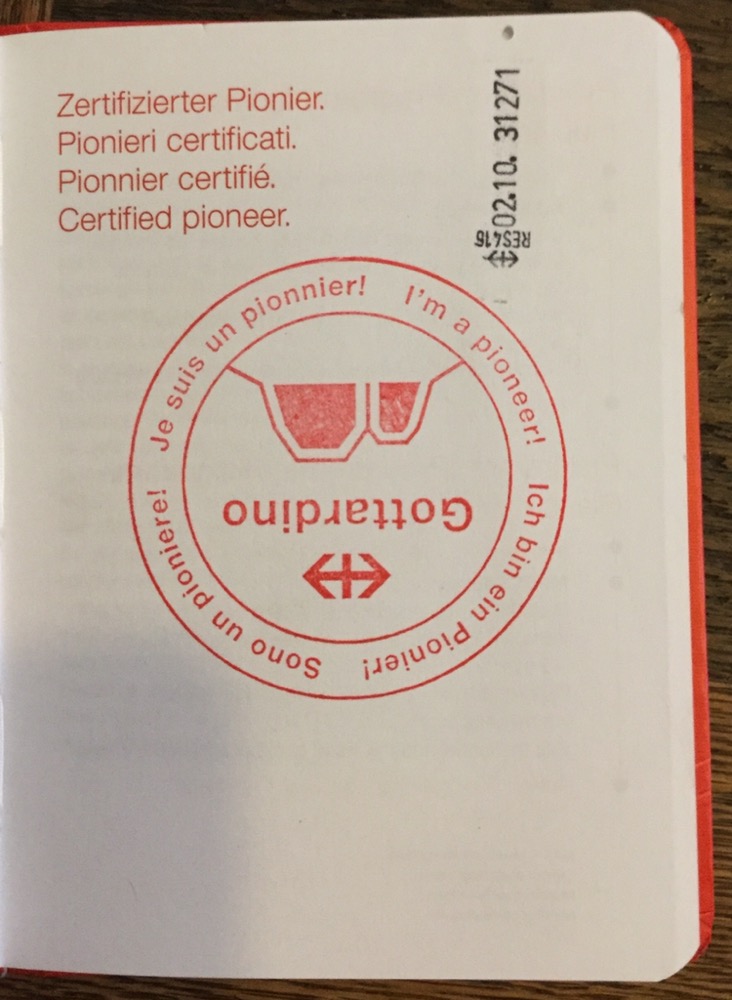 Zertifizierter Pionier.
Pionieri certificati.
Pionnier certifié.
Certified pioneer.
02.10. 31271
RES416
Je suis un pionnier!
I'm a pioneer!
Ich bin ein Pionier!
Sono un pioniere!
Gottardino